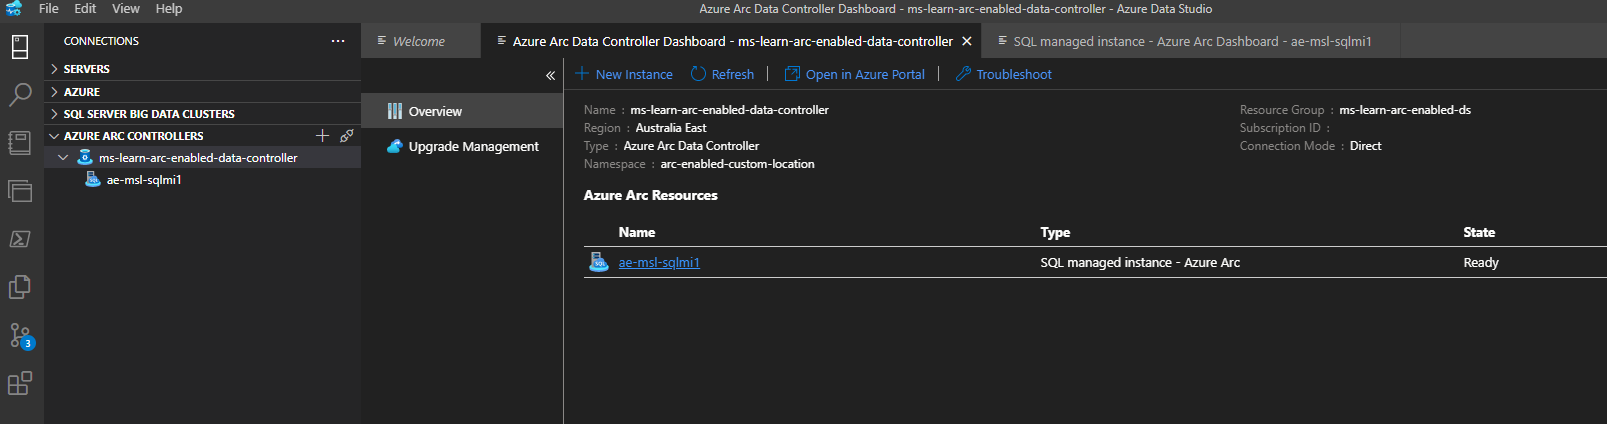 File Edit View Help
Azure Arc Data Controller Dashboard - ms-learn-arc-enabled-data-controller - Azure Data Studio
CONNECTIONS ···
SERVERS
AZURE
SQL SERVER BIG DATA CLUSTERS
AZURE ARC CONTROLLERS
ms-learn-arc-enabled-data-controller
ae-msl-sqlmi1
3
Welcome
Azure Arc Data Controller Dashboard - ms-learn-arc-enabled-data-controller
SQL managed instance - Azure Arc Dashboard - ae-msl-sqlmi1
«
Overview
Upgrade Management
New Instance Refresh Open in Azure Portal Troubleshoot
Name : ms-learn-arc-enabled-data-controller
Region : Australia East
Type : Azure Arc Data Controller
Namespace : arc-enabled-custom-location
Resource Group : ms-learn-arc-enabled-ds
Subscription ID :
Connection Mode : Direct
Azure Arc Resources
Name Type State
SQL
ae-msl-sqlmi1 SQL managed instance - Azure Arc Ready